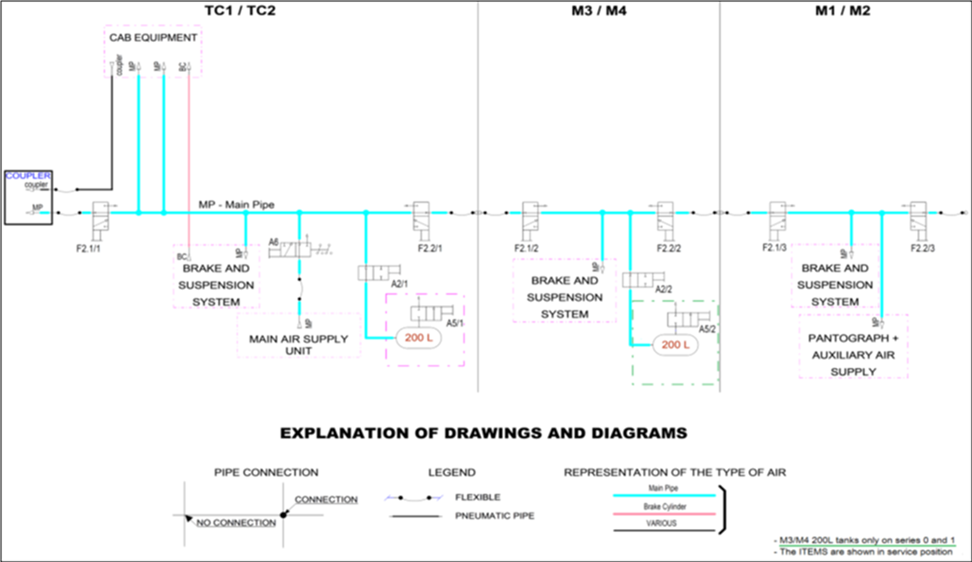 TC1 / TC2
M3 / M4
M1 / M2
CAB EQUIPMENT
coupler
MP
MP
BC
COUPLER
coupler
MP
MP - Main Pipe
F2.1/1
F2.2/1
F2.1/2
F2.2/2
F2.1/3
F2.2/3
BC
MP
BRAKE AND
SUSPENSION
SYSTEM
A6
MP
MAIN AIR SUPPLY
UNIT
A2/1
A5/1
200 L
MP
BRAKE AND
SUSPENSION
SYSTEM
A2/2
A5/2
200 L
MP
BRAKE AND
SUSPENSION
SYSTEM
MP
PANTOGRAPH +
AUXILIARY AIR
SUPPLY
EXPLANATION OF DRAWINGS AND DIAGRAMS
PIPE CONNECTION
CONNECTION
NO CONNECTION
LEGEND
FLEXIBLE
PNEUMATIC PIPE
REPRESENTATION OF THE TYPE OF AIR
Main Pipe
Brake Cylinder
VARIOUS
- M3/M4 200L tanks only on series 0 and 1
- The ITEMS are shown in service position